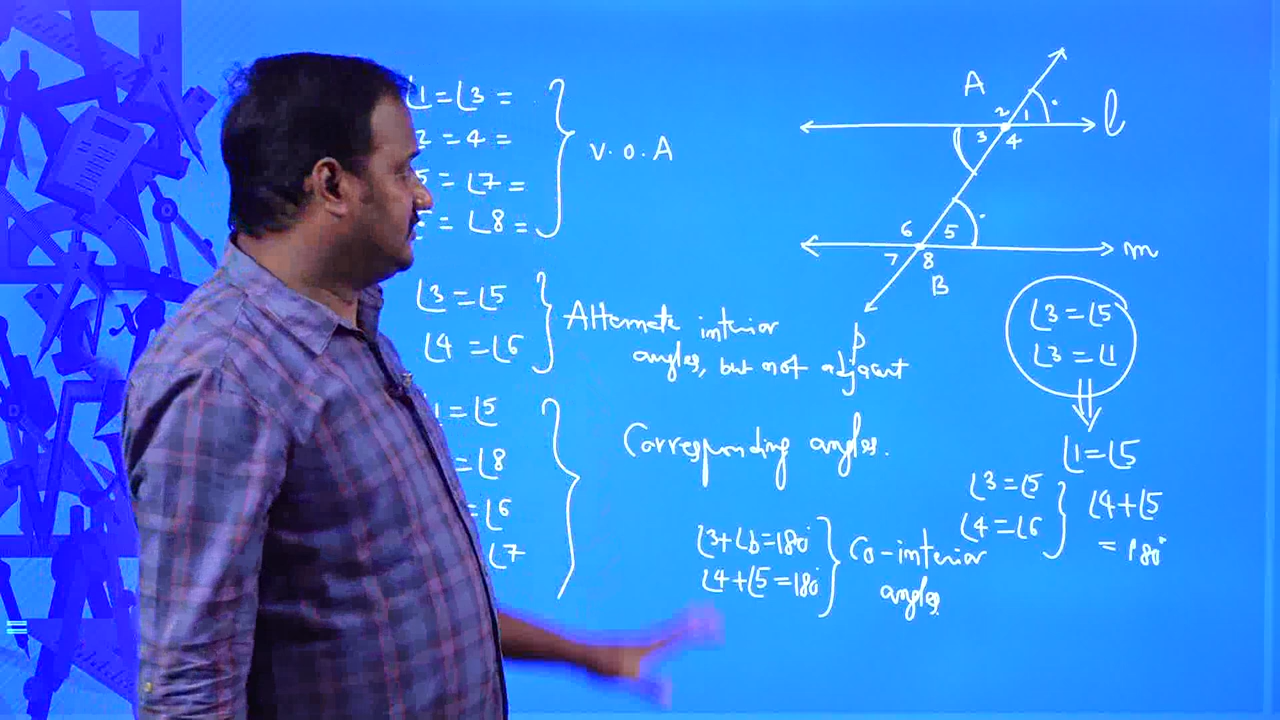 ∠1 = ∠3 =
2 = 4 =
5 = ∠7 =
= ∠8 =
v. o. A
∠3 = ∠5
∠4 = ∠6
Alternate interior
angles, but not adjacent
1 = ∠5
= ∠8
= ∠6
∠7
Corresponding angles.
∠3+∠6=180°
∠4+∠5=180°
Co-interior
angles
A
2 1
3 4
l
6 5
7 8
m
B
p
∠3 = ∠5
∠3 = ∠1
∠1 = ∠5
∠3 = ∠5
∠4 = ∠6
∠4+∠5
= 180°